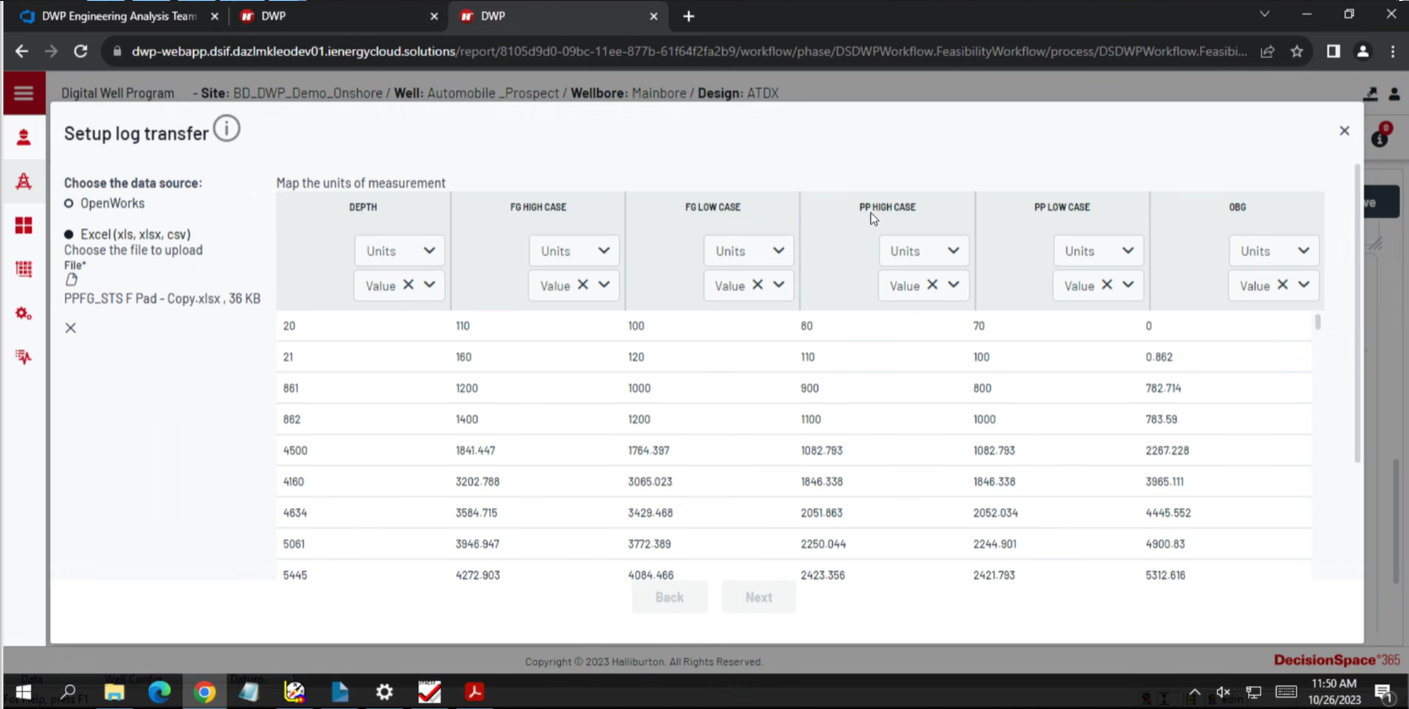 DWP Engineering Analysis Team
DWP
DWP
dwp-webapp.dsif.dazlmkleodev01.ienergycloud.solutions/report/8105d9d0-09bc-11ee-877b-61f64f2fa2b9/workflow/phase/DSDWPWorkflow.FeasibilityWorkflow/process/DSDWPWorkflow.Feasibi...
Digital Well Program - Site: BD_DWP_Demo_Onshore / Well: Automobile _Prospect / Wellbore: Mainbore / Design: ATDX
0
Setup log transfer
Choose the data source:
OpenWorks
Excel (xls, xlsx, csv)
Choose the file to upload
File*
PPFG_STS F Pad - Copy.xlsx , 36 KB
Map the units of measurement
DEPTH FG HIGH CASE FG LOW CASE PP HIGH CASE PP LOW CASE OBG
Units Units Units Units Units Units
Value Value Value Value Value Value
20 110 100 80 70 0
21 160 120 110 100 0.862
861 1200 1000 900 800 782.714
862 1400 1200 1100 1000 783.59
4500 1841.447 1764.397 1082.793 1082.793 2267.228
4160 3202.788 3065.023 1846.338 1846.338 3965.111
4634 3584.715 3429.468 2051.863 2052.034 4445.552
5061 3946.947 3772.389 2250.044 2244.901 4900.83
5445 4272.903 4084.466 2423.356 2421.793 5312.616
Back Next
Copyright © 2023 Halliburton. All Rights Reserved.
DecisionSpace®365
11:50 AM
10/26/2023
1